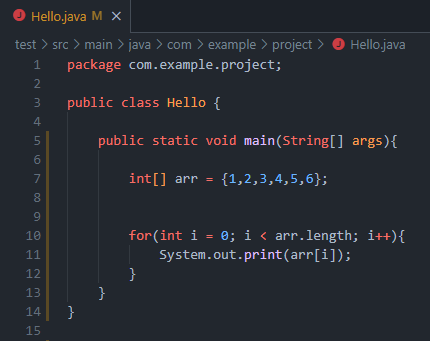 Hello.java M ×
test > src > main > java > com > example > project > Hello.java
1 package com.example.project;
2
3 public class Hello {
4
5     public static void main(String[] args){
6
7         int[] arr = {1,2,3,4,5,6};
8
9
10         for(int i = 0; i < arr.length; i++){
11             System.out.print(arr[i]);
12         }
13     }
14 }
15